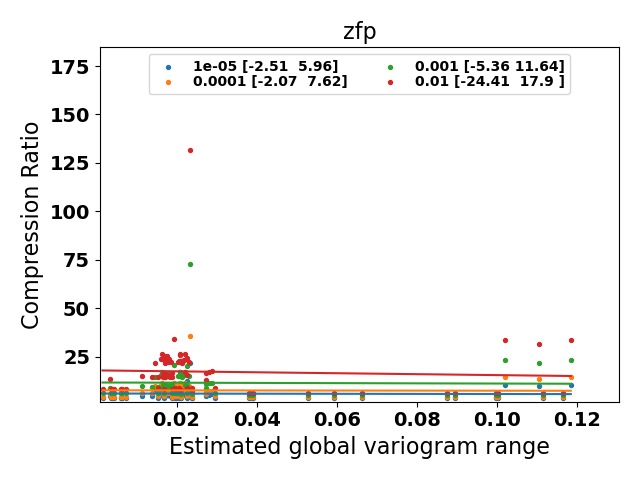 zfp
1e-05 [-2.51  5.96]
0.0001 [-2.07  7.62]
0.001 [-5.36 11.64]
0.01 [-24.41  17.9 ]
Compression Ratio
175
150
125
100
75
50
25
0.02 0.04 0.06 0.08 0.10 0.12
Estimated global variogram range